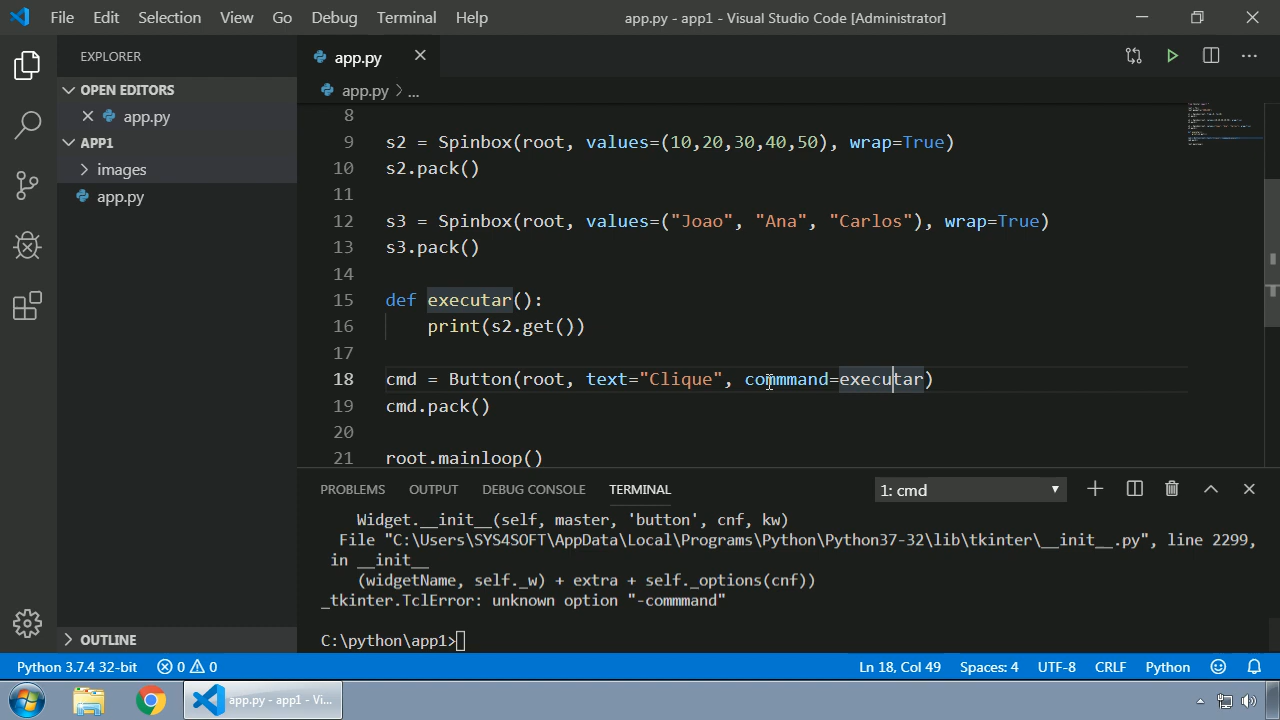 File Edit Selection View Go Debug Terminal Help app.py - app1 - Visual Studio Code [Administrator]
EXPLORER
OPEN EDITORS
app.py
APP1
images
app.py
OUTLINE
app.py
app.py > ...
8
9 s2 = Spinbox(root, values=(10,20,30,40,50), wrap=True)
10 s2.pack()
11
12 s3 = Spinbox(root, values=("Joao", "Ana", "Carlos"), wrap=True)
13 s3.pack()
14
15 def executar():
16 print(s2.get())
17
18 cmd = Button(root, text="Clique", commmand=executar)
19 cmd.pack()
20
21 root.mainloop()
PROBLEMS OUTPUT DEBUG CONSOLE TERMINAL 1: cmd
Widget.__init__(self, master, 'button', cnf, kw)
File "C:\Users\SYS4SOFT\AppData\Local\Programs\Python\Python37-32\lib\tkinter\__init__.py", line 2299,
in __init__
(widgetName, self._w) + extra + self._options(cnf))
_tkinter.TclError: unknown option "-commmand"
C:\python\app1>
Python 3.7.4 32-bit 0 0 Ln 18, Col 49 Spaces: 4 UTF-8 CRLF Python
app.py - app1 - Vi...